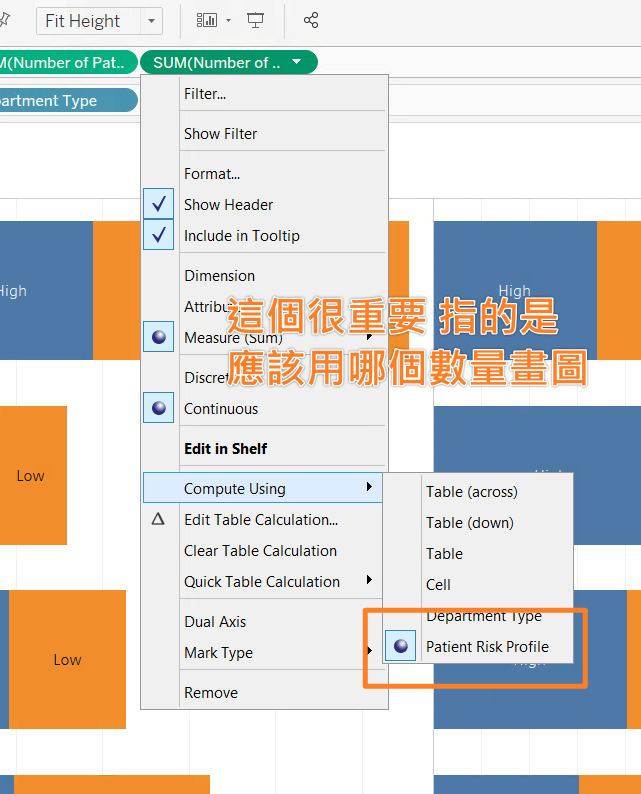 Fit Height
M(Number of Pat..
SUM(Number of ..
artment Type
Filter...
Show Filter
Format...
Show Header
Include in Tooltip
Dimension
Attribu
Measure (Sum)
Discret
Continuous
這個很重要 指的是
應該用哪個數量畫圖
Edit in Shelf
Compute Using
Edit Table Calculation...
Clear Table Calculation
Quick Table Calculation
Dual Axis
Mark Type
Remove
Table (across)
Table (down)
Table
Cell
Department Type
Patient Risk Profile
High
High
Low
High
Low
High